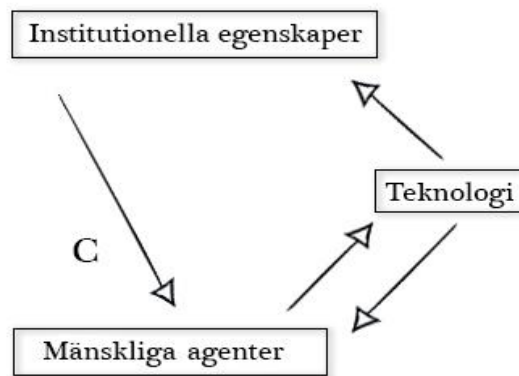 Institutionella egenskaper
Teknologi
C
Mänskliga agenter